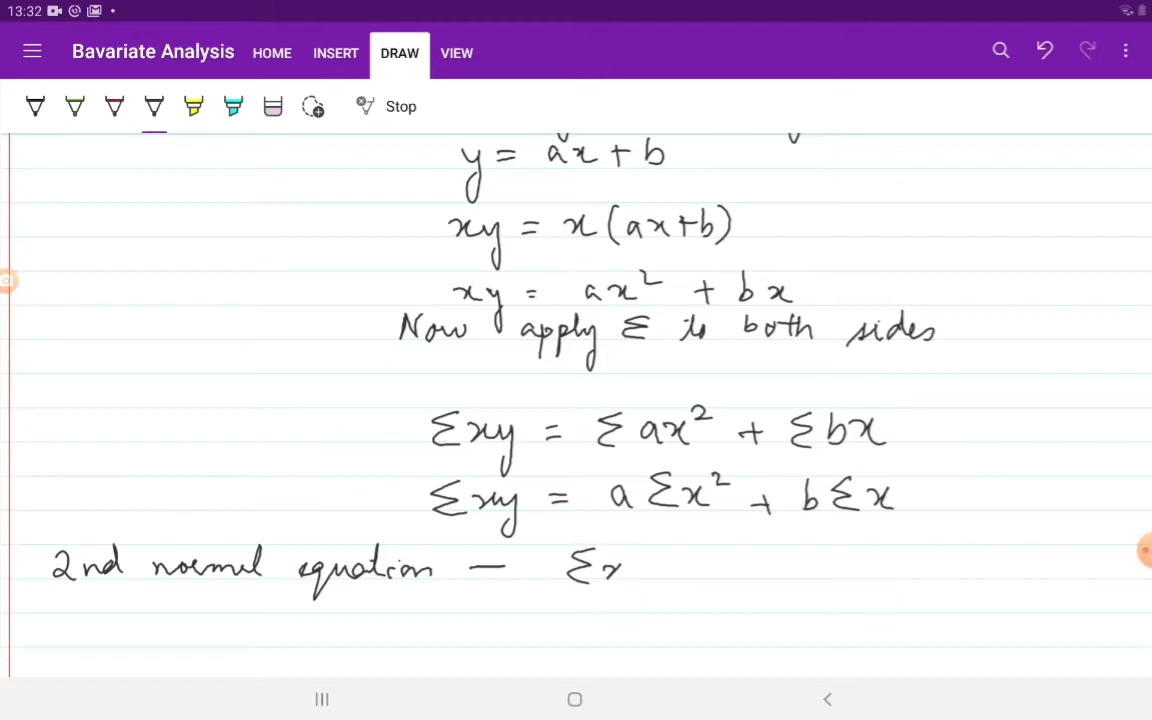 13:32
Bavariate Analysis HOME INSERT DRAW VIEW
Stop
y = ax + b
xy = x(ax+b)
xy = ax² + bx
Now apply Σ to both sides
Σxy = Σax² + Σbx
Σxy = aΣx² + bΣx
2nd normal equation — Σx